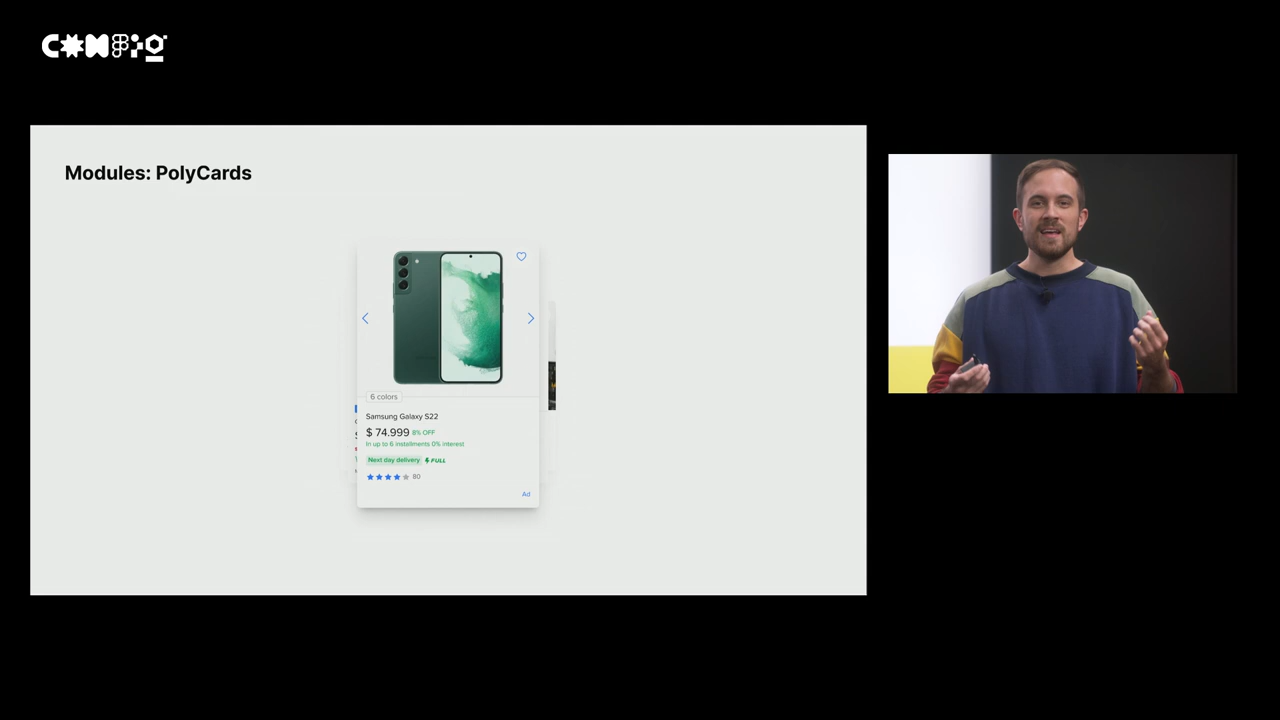 CONFIG
Modules: PolyCards
6 colors
Samsung Galaxy S22
$ 74.999 8% OFF
In up to 6 installments 0% interest
Next day delivery FULL
80
Ad